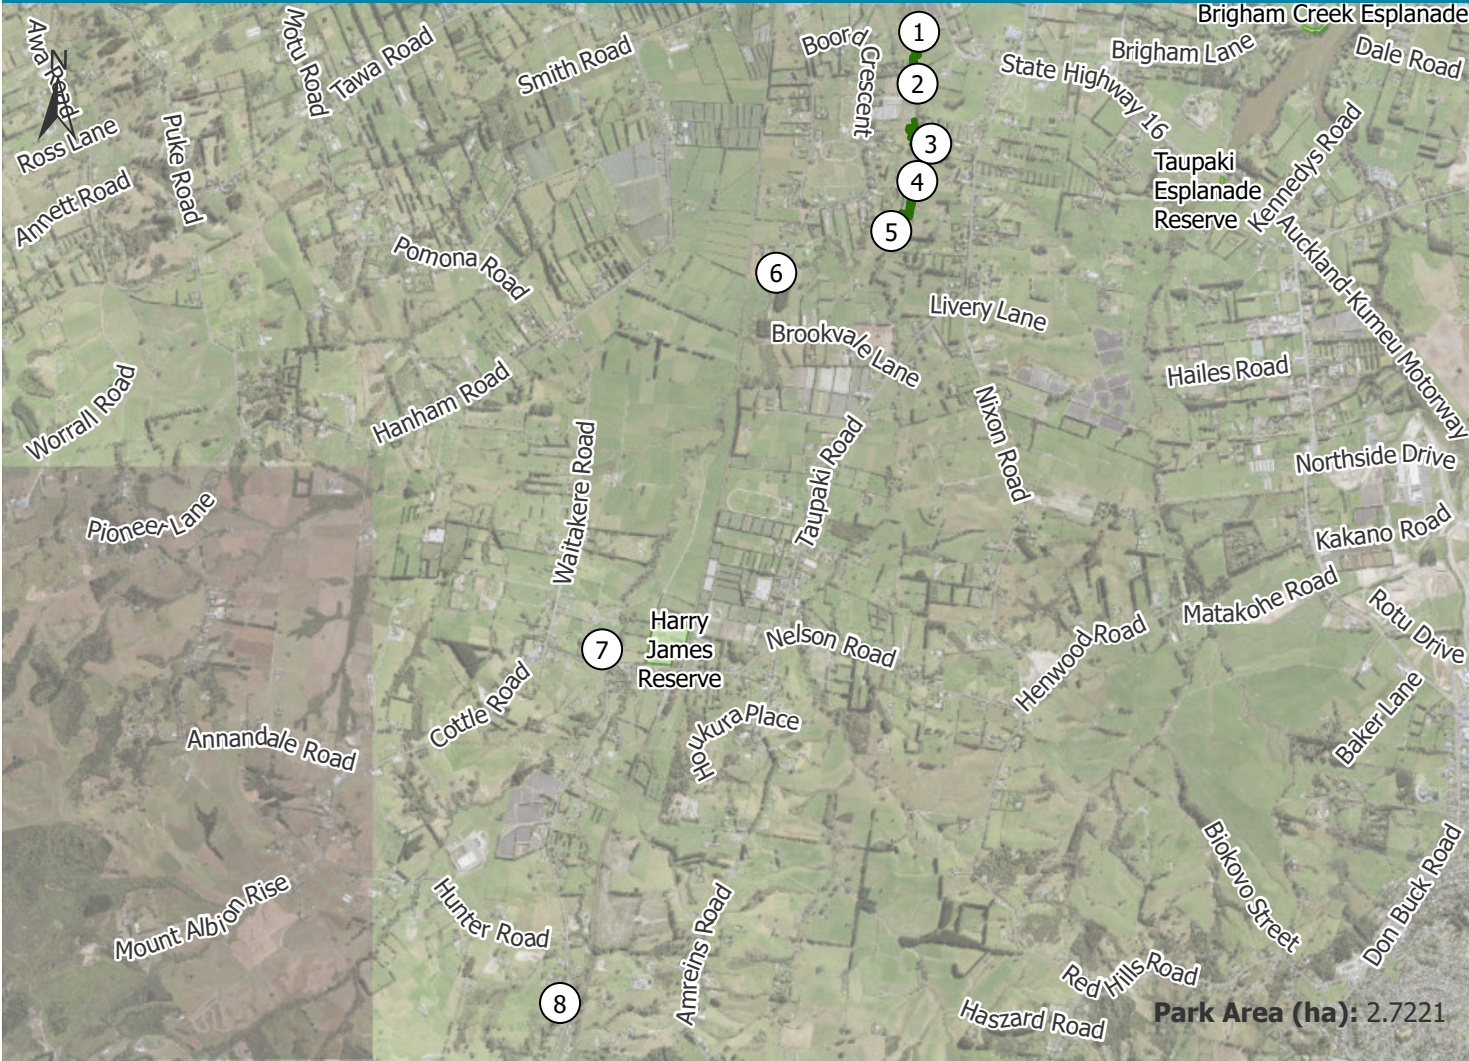 Brigham Creek Esplanade
Awa Road
N
Motu Road
Tawa Road
Smith Road
Boord Crescent
1
State Highway 16
Brigham Lane
Dale Road
2
Ross Lane
Puke Road
3
Taupaki
Esplanade
Reserve
Kennedys Road
Annett Road
4
5
Pomona Road
6
Auckland-Kumeu Motorway
Livery Lane
Brookvale Lane
Hailes Road
Worrall Road
Hanham Road
Nixon Road
Waitakere Road
Taupaki Road
Northside Drive
Pioneer Lane
Kakano Road
Matakohe Road
Rotu Drive
7
Harry
James
Reserve
Nelson Road
Henwood Road
Cottle Road
Houkura Place
Baker Lane
Annandale Road
Biokovo Street
Don Buck Road
Mount Albion Rise
Hunter Road
Amreins Road
Red Hills Road
8
Haszard Road
Park Area (ha): 2.7221